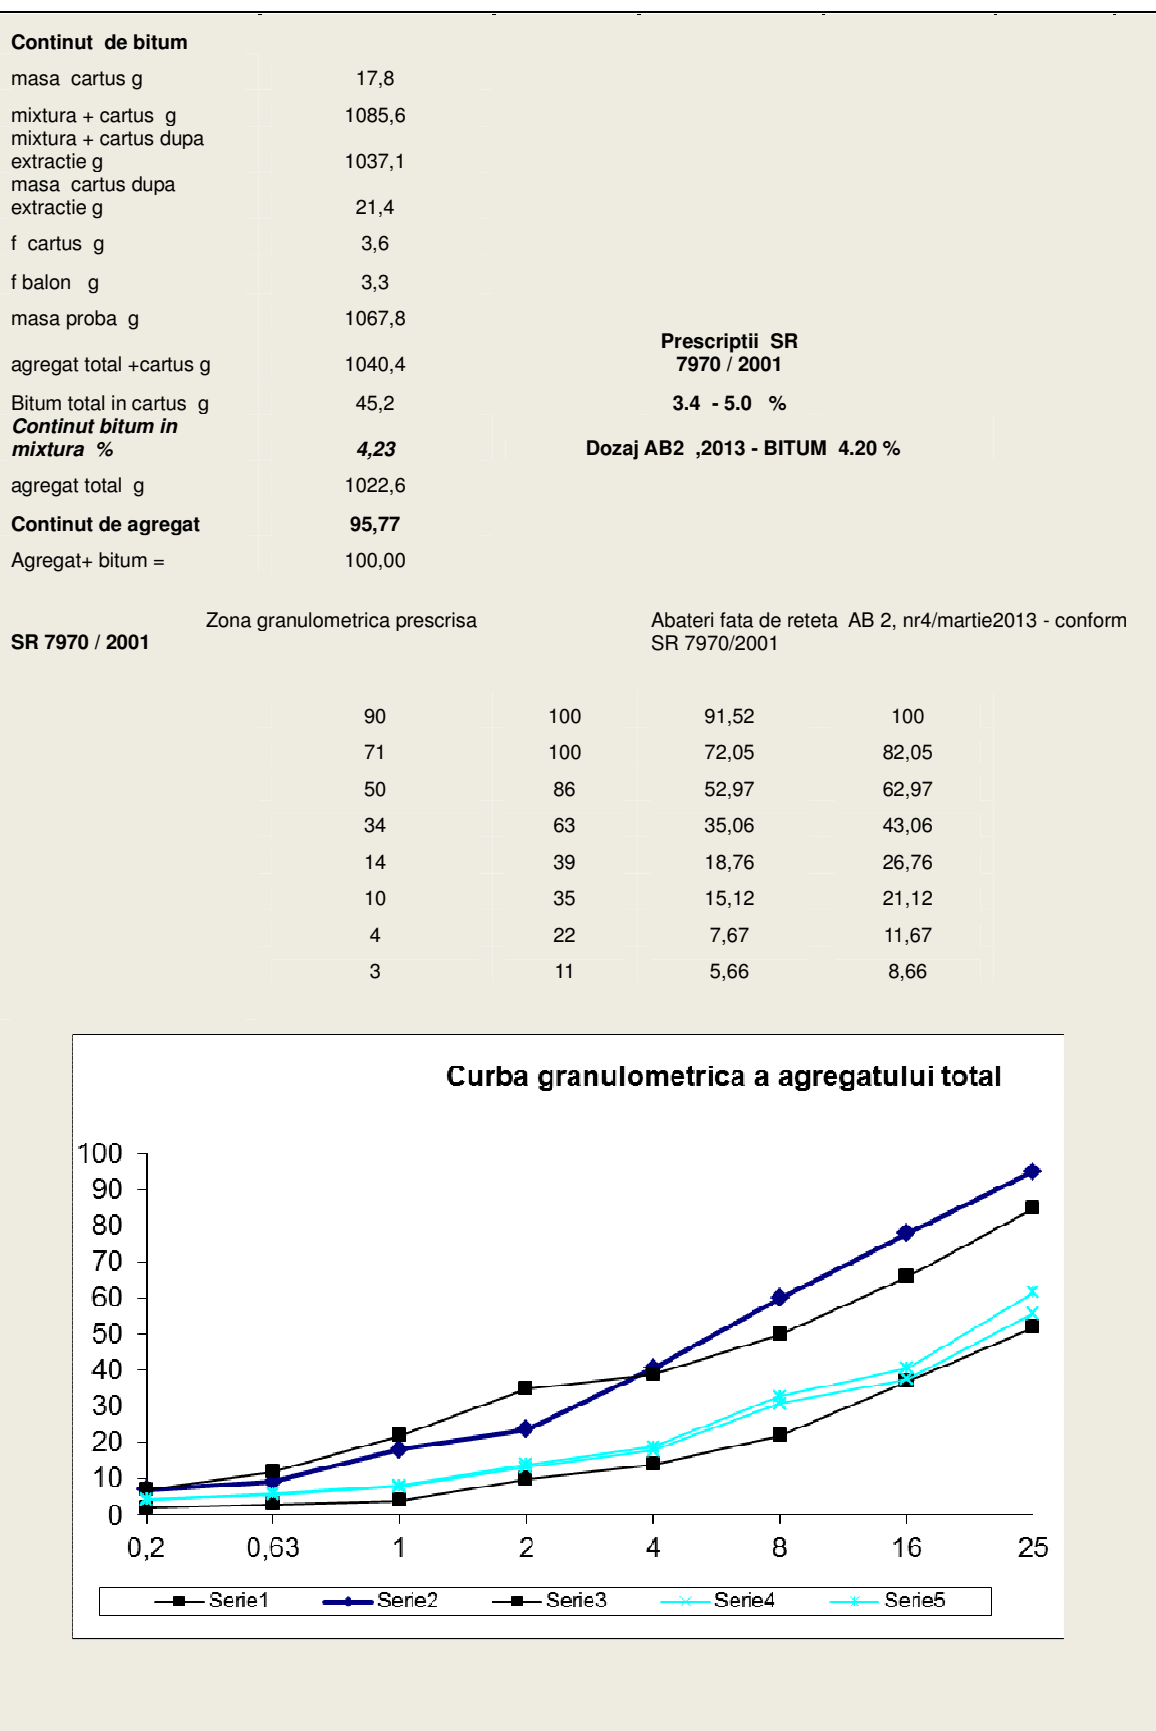 Continut de bitum
masa cartus g 17,8
mixtura + cartus g 1085,6
mixtura + cartus dupa
extractie g 1037,1
masa cartus dupa
extractie g 21,4
f cartus g 3,6
f balon g 3,3
masa proba g 1067,8
Prescriptii SR
agregat total +cartus g 1040,4 7970 / 2001
Bitum total in cartus g 45,2 3.4 - 5.0 %
Continut bitum in
mixtura % 4,23 Dozaj AB2 ,2013 - BITUM 4.20 %
agregat total g 1022,6
Continut de agregat 95,77
Agregat+ bitum = 100,00
Zona granulometrica prescrisa Abateri fata de reteta AB 2, nr4/martie2013 - conform
SR 7970 / 2001 SR 7970/2001
90 100 91,52 100
71 100 72,05 82,05
50 86 52,97 62,97
34 63 35,06 43,06
14 39 18,76 26,76
10 35 15,12 21,12
4 22 7,67 11,67
3 11 5,66 8,66
Curba granulometrica a agregatului total
100
90
80
70
60
50
40
30
20
10
0
0,2 0,63 1 2 4 8 16 25
Serie1 Serie2 Serie3 Serie4 Serie5